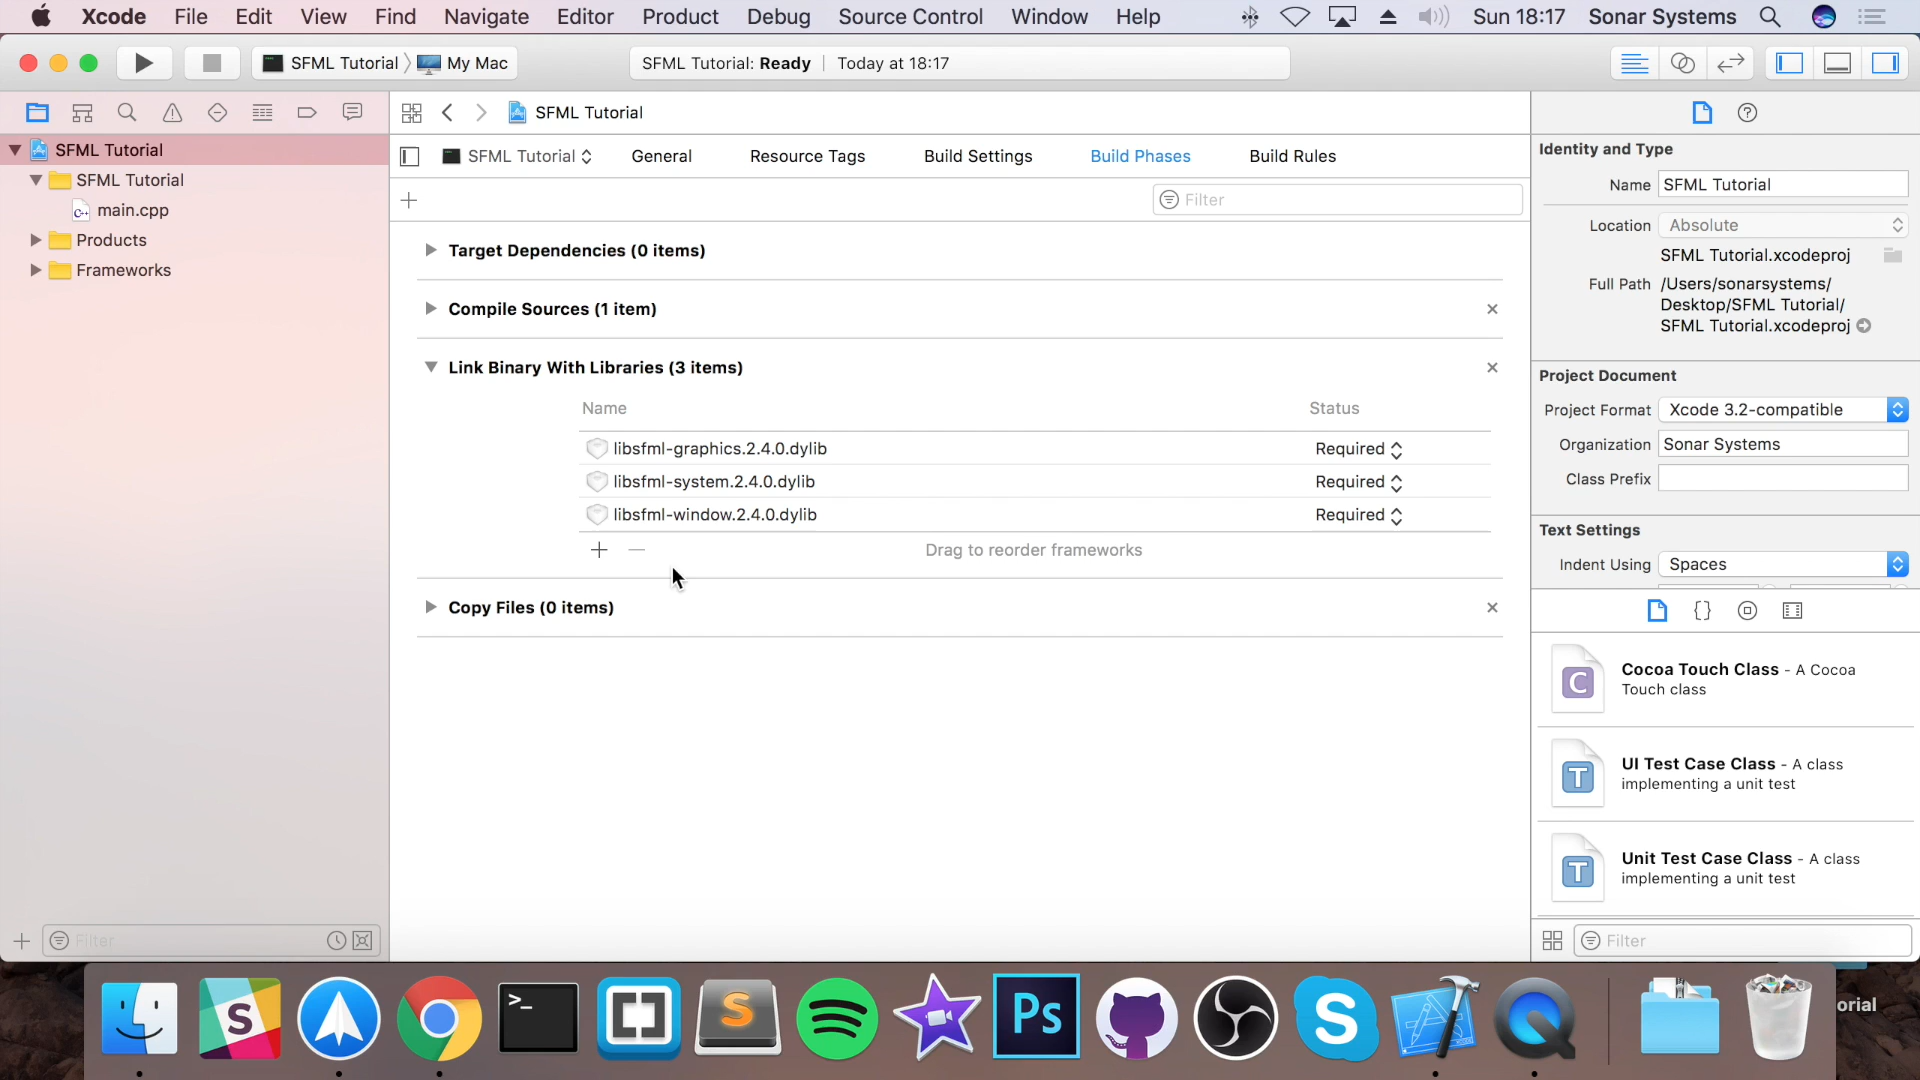 Xcode File Edit View Find Navigate Editor Product Debug Source Control Window Help Sun 18:17 Sonar Systems
SFML Tutorial My Mac SFML Tutorial: Ready Today at 18:17
SFML Tutorial
SFML Tutorial
main.cpp
Products
Frameworks
Filter
SFML Tutorial
SFML Tutorial General Resource Tags Build Settings Build Phases Build Rules
Filter
Target Dependencies (0 items)
Compile Sources (1 item)
Link Binary With Libraries (3 items)
Name Status
libsfml-graphics.2.4.0.dylib Required
libsfml-system.2.4.0.dylib Required
libsfml-window.2.4.0.dylib Required
Drag to reorder frameworks
Copy Files (0 items)
Identity and Type
Name SFML Tutorial
Location Absolute
SFML Tutorial.xcodeproj
Full Path /Users/sonarsystems/
Desktop/SFML Tutorial/
SFML Tutorial.xcodeproj
Project Document
Project Format Xcode 3.2-compatible
Organization Sonar Systems
Class Prefix
Text Settings
Indent Using Spaces
C Cocoa Touch Class - A Cocoa
Touch class
T UI Test Case Class - A class
implementing a unit test
T Unit Test Case Class - A class
implementing a unit test
Filter
S >_ S Ps S
orial